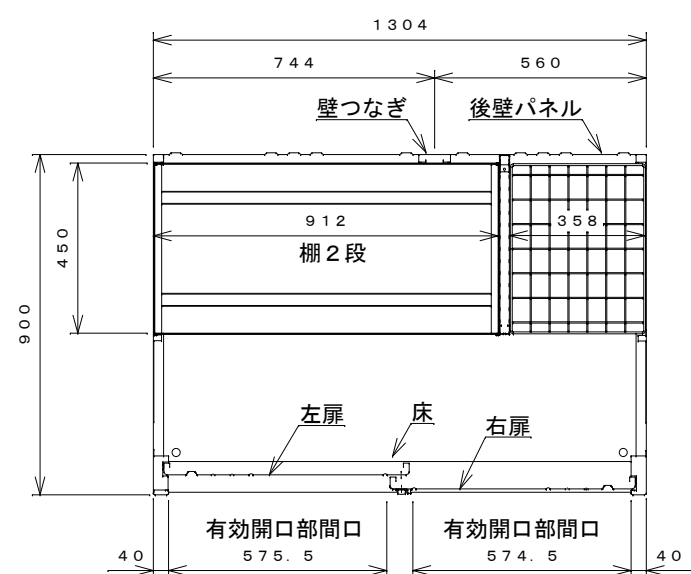 1304
744
560
壁つなぎ
後壁パネル
912
358
棚2段
450
900
左扉
床
右扉
有効開口部間口
有効開口部間口
40
575.5
574.5
40